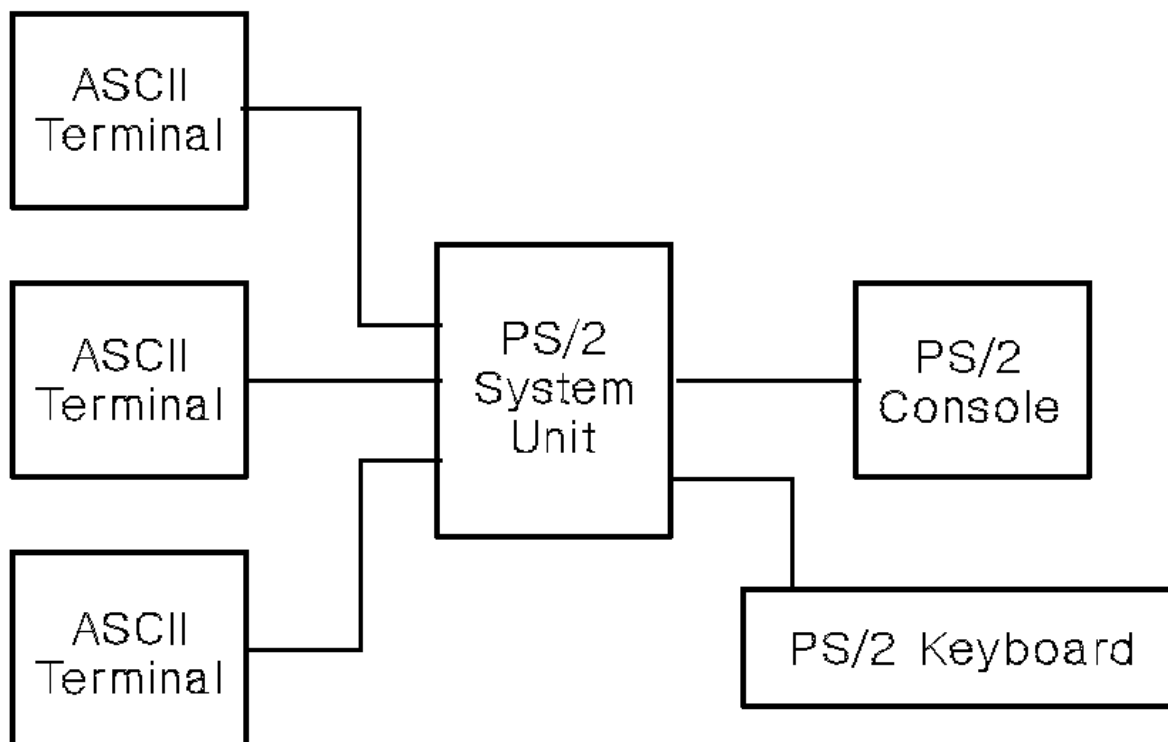 ASCII
Terminal
ASCII
Terminal
ASCII
Terminal
PS/2
System
Unit
PS/2
Console
PS/2 Keyboard